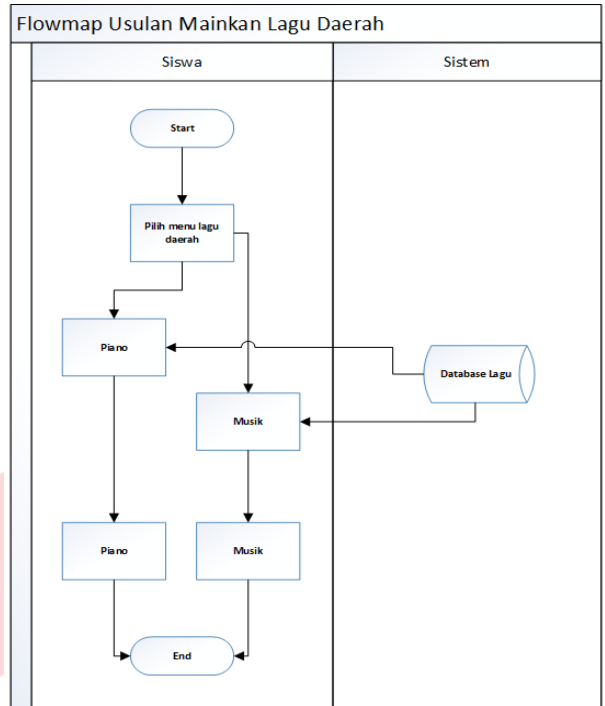 Flowmap Usulan Mainkan Lagu Daerah
Siswa
Sistem
Start
Pilih menu lagu
daerah
Piano
Database Lagu
Musik
Piano
Musik
End